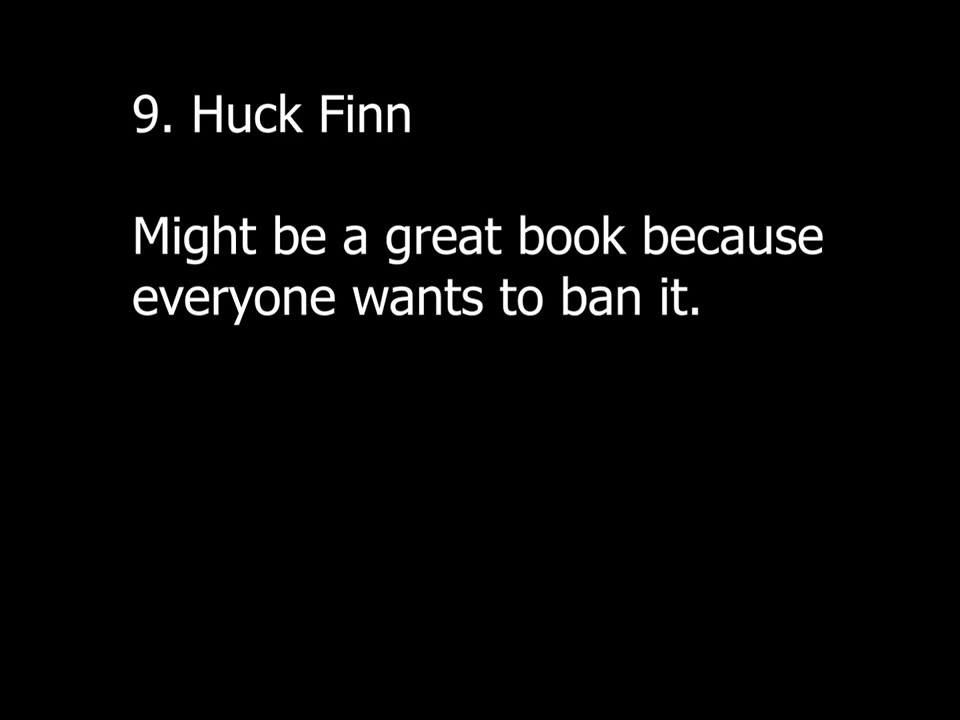 9. Huck Finn
Might be a great book because
everyone wants to ban it.